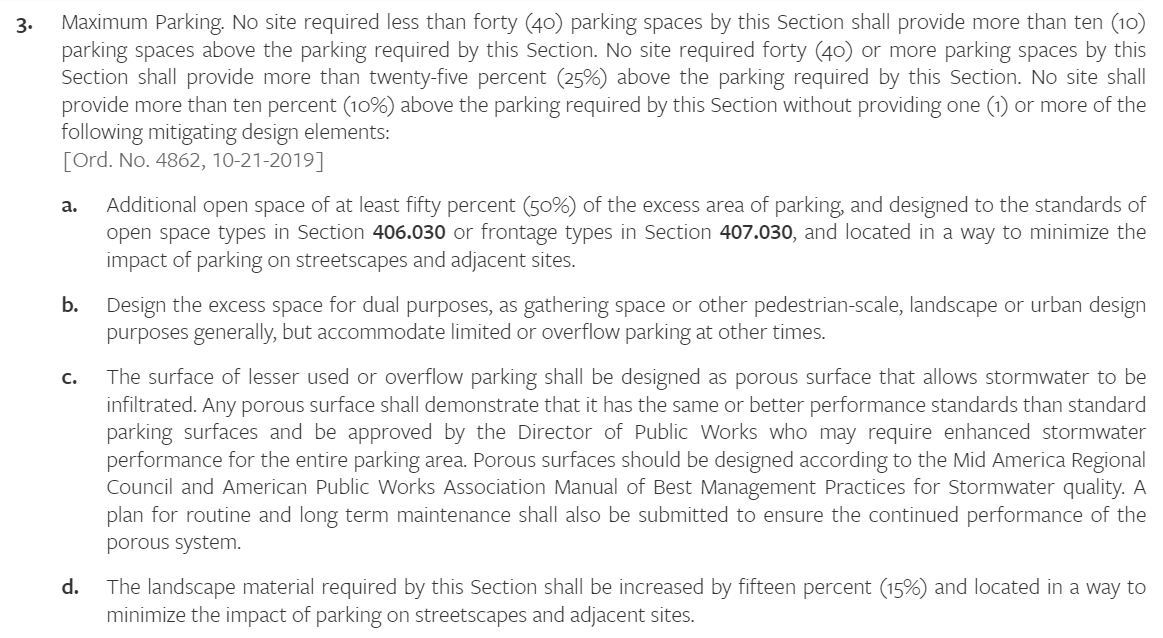 3. Maximum Parking. No site required less than forty (40) parking spaces by this Section shall provide more than ten (10)
parking spaces above the parking required by this Section. No site required forty (40) or more parking spaces by this
Section shall provide more than twenty-five percent (25%) above the parking required by this Section. No site shall
provide more than ten percent (10%) above the parking required by this Section without providing one (1) or more of the
following mitigating design elements:
[Ord. No. 4862, 10-21-2019]
a. Additional open space of at least fifty percent (50%) of the excess area of parking, and designed to the standards of
open space types in Section 406.030 or frontage types in Section 407.030, and located in a way to minimize the
impact of parking on streetscapes and adjacent sites.
b. Design the excess space for dual purposes, as gathering space or other pedestrian-scale, landscape or urban design
purposes generally, but accommodate limited or overflow parking at other times.
c. The surface of lesser used or overflow parking shall be designed as porous surface that allows stormwater to be
infiltrated. Any porous surface shall demonstrate that it has the same or better performance standards than standard
parking surfaces and be approved by the Director of Public Works who may require enhanced stormwater
performance for the entire parking area. Porous surfaces should be designed according to the Mid America Regional
Council and American Public Works Association Manual of Best Management Practices for Stormwater quality. A
plan for routine and long term maintenance shall also be submitted to ensure the continued performance of the
porous system.
d. The landscape material required by this Section shall be increased by fifteen percent (15%) and located in a way to
minimize the impact of parking on streetscapes and adjacent sites.